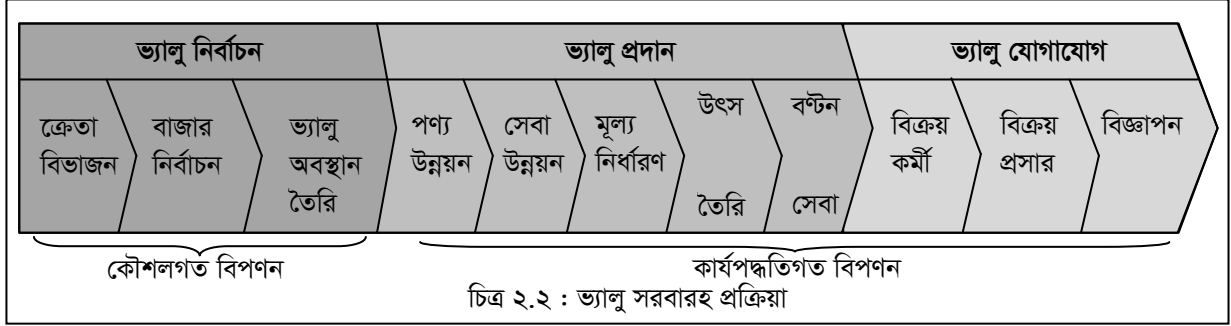 ভ্যালু নির্বাচন
ভ্যালু প্রদান
ভ্যালু যোগাযোগ
ক্রেতা
বিভাজন
বাজার
নির্বাচন
ভ্যালু
অবস্থান
তৈরি
পণ্য
উন্নয়ন
সেবা
উন্নয়ন
মূল্য
নির্ধারণ
উৎস
তৈরি
বণ্টন
সেবা
বিক্রয়
কর্মী
বিক্রয়
প্রসার
বিজ্ঞাপন
কৌশলগত বিপণন
কার্যপদ্ধতিগত বিপণন
চিত্র ২.২ : ভ্যালু সরবারহ প্রক্রিয়া